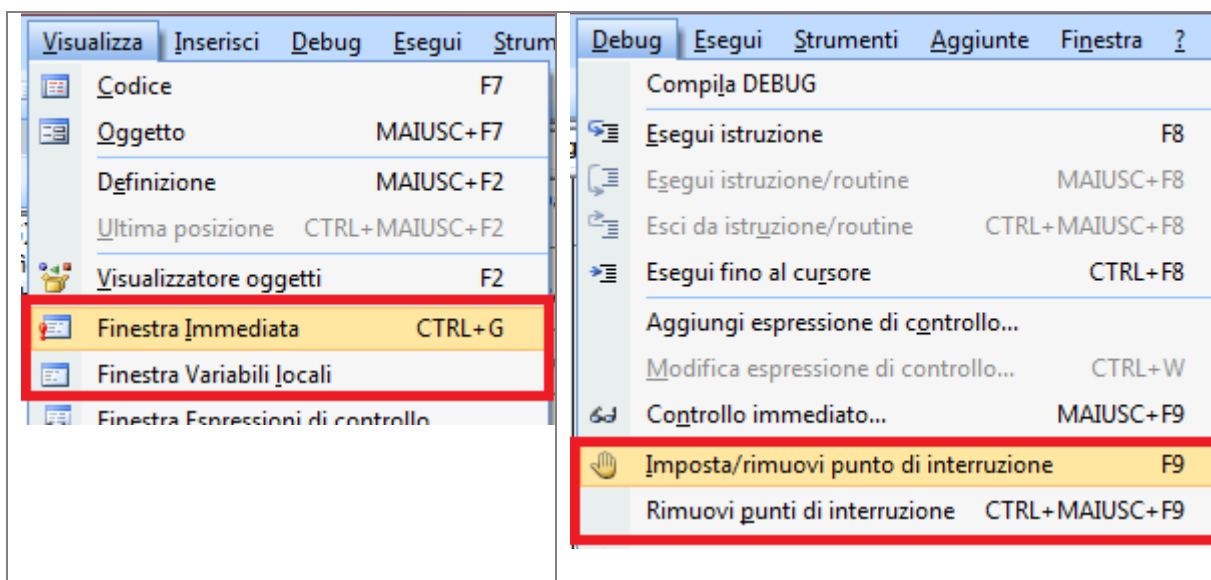 Visualizza Inserisci Debug Esegui Strum
Codice F7
Oggetto MAIUSC+F7
Definizione MAIUSC+F2
Ultima posizione CTRL+MAIUSC+F2
Visualizzatore oggetti F2
Finestra Immediata CTRL+G
Finestra Variabili locali
Finestra Espressioni di controllo
Debug Esegui Strumenti Aggiunte Finestra ?
Compila DEBUG
Esegui istruzione F8
Esegui istruzione/routine MAIUSC+F8
Esci da istruzione/routine CTRL+MAIUSC+F8
Esegui fino al cursore CTRL+F8
Aggiungi espressione di controllo...
Modifica espressione di controllo... CTRL+W
Controllo immediato... MAIUSC+F9
Imposta/rimuovi punto di interruzione F9
Rimuovi punti di interruzione CTRL+MAIUSC+F9